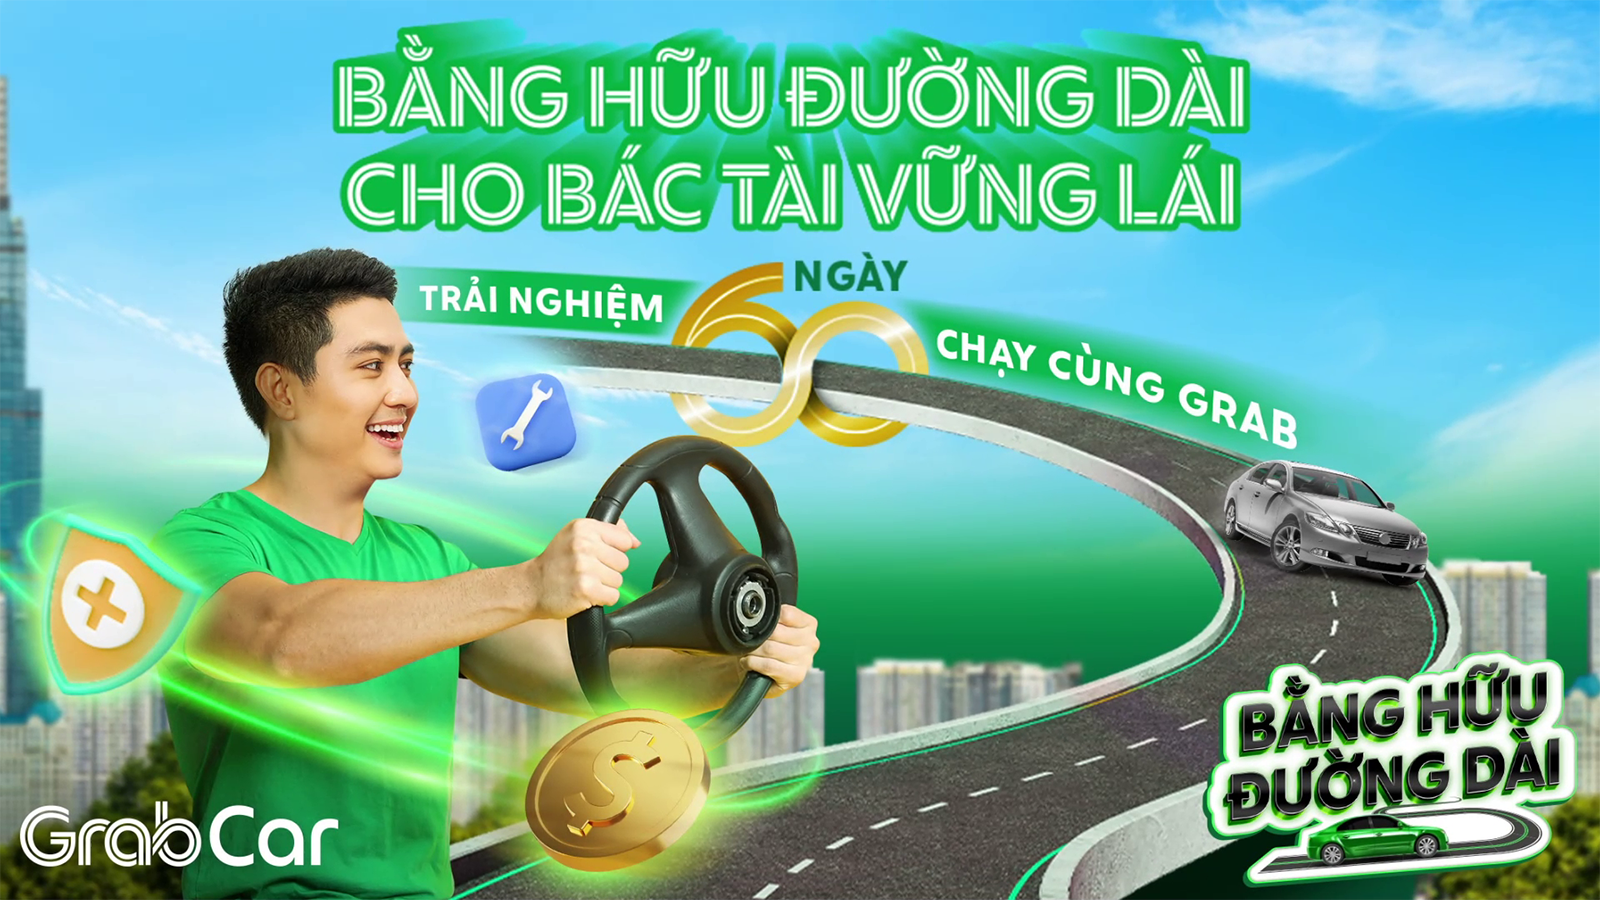 BẰNG HỮU ĐƯỜNG DÀI
CHO BÁC TÀI VỮNG LÁI
TRẢI NGHIỆM 60 NGÀY CHẠY CÙNG GRAB
BẰNG HỮU
ĐƯỜNG DÀI
GrabCar